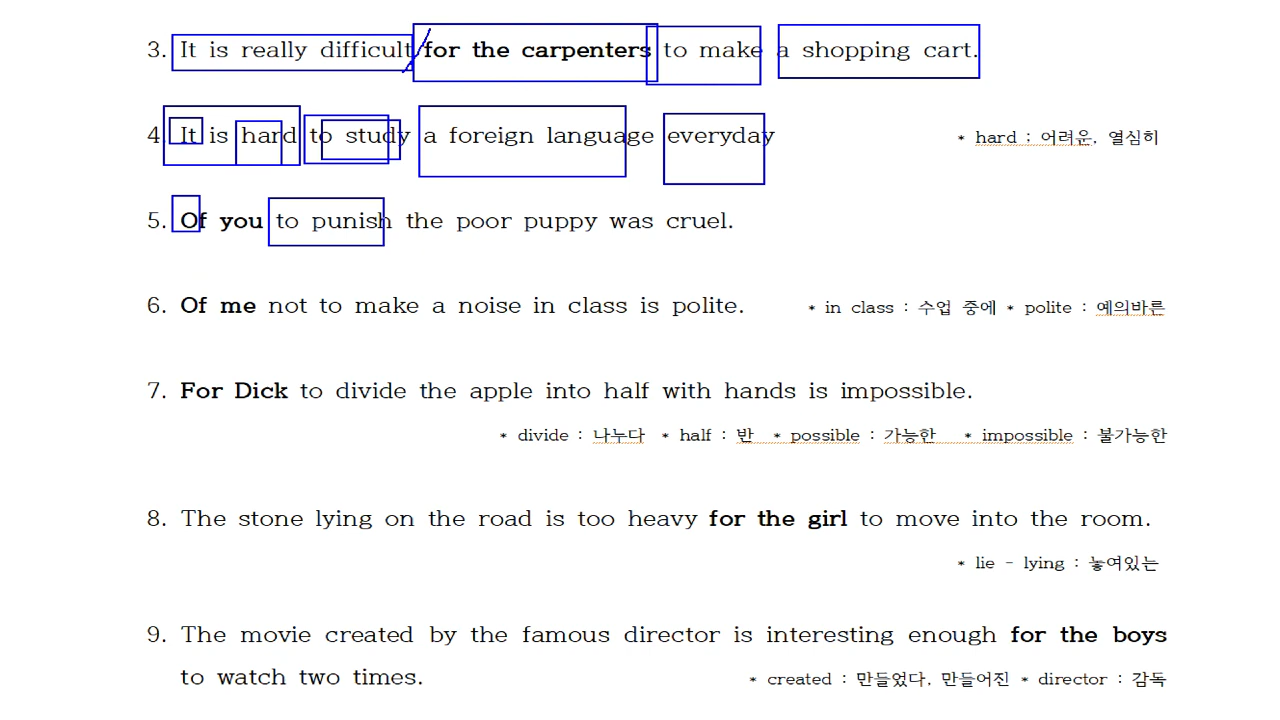 3. It is really difficult for the carpenters to make a shopping cart.
4. It is hard to study a foreign language everyday * hard : 어려운, 열심히
5. Of you to punish the poor puppy was cruel.
6. Of me not to make a noise in class is polite. * in class : 수업 중에 * polite : 예의바른
7. For Dick to divide the apple into half with hands is impossible.
* divide : 나누다 * half : 반 * possible : 가능한 * impossible : 불가능한
8. The stone lying on the road is too heavy for the girl to move into the room.
* lie - lying : 놓여있는
9. The movie created by the famous director is interesting enough for the boys
to watch two times. * created : 만들었다, 만들어진 * director : 감독